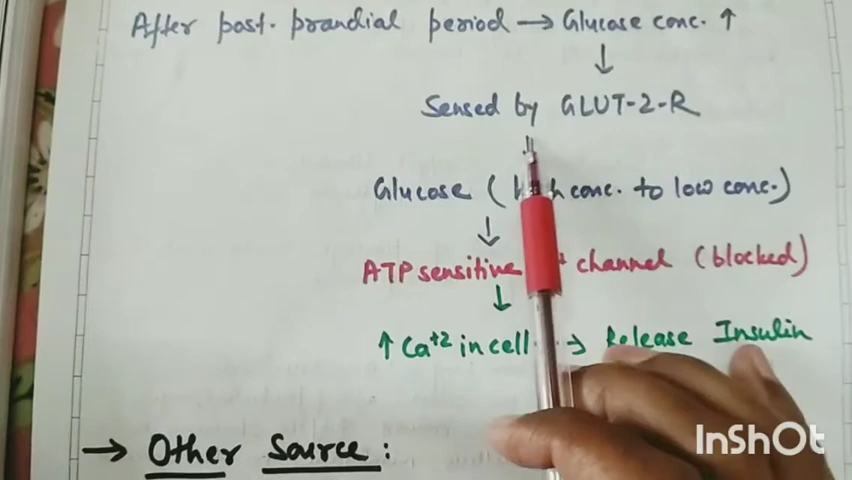 After post-prandial period → Glucose conc. ↑
↓
Sensed by GLUT-2-R
Glucose ( conc. to low conc.)
↓
ATP sensitive channel (blocked)
↓
↑ Ca+2 in cell → Release Insulin
→ Other Source:
InShOt